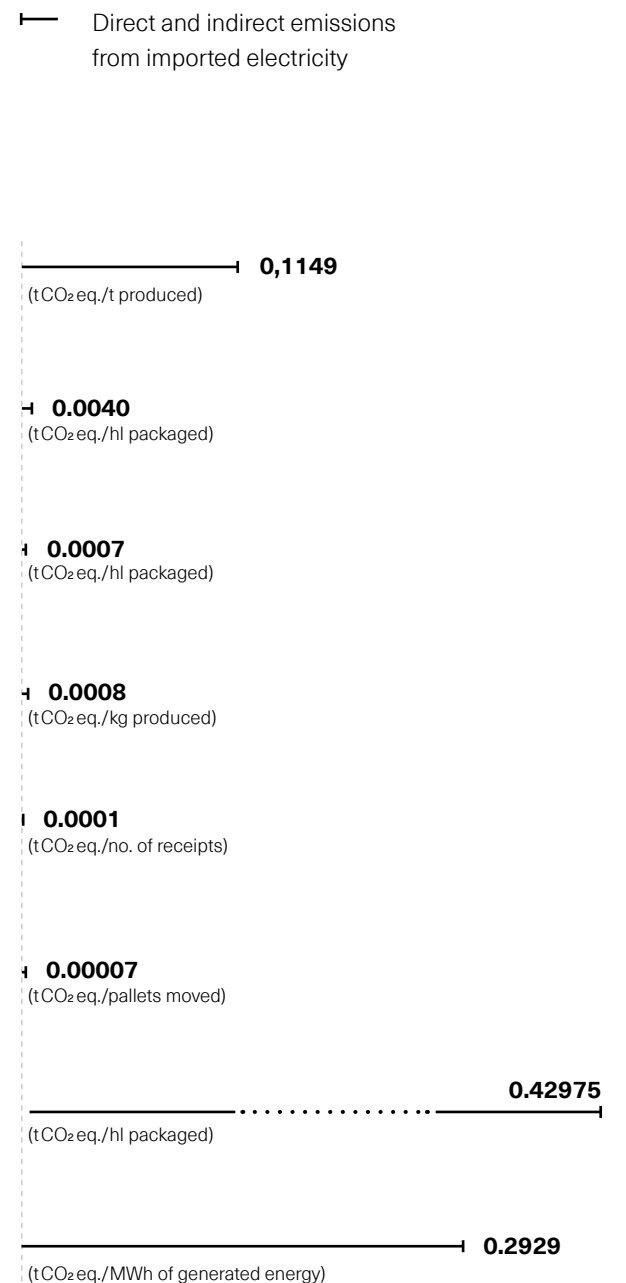 Direct and indirect emissions
from imported electricity
0,1149
(tCO₂ eq./t produced)
0.0040
(tCO₂ eq./hl packaged)
0.0007
(tCO₂ eq./hl packaged)
0.0008
(tCO₂ eq./kg produced)
0.0001
(tCO₂ eq./no. of receipts)
0.00007
(tCO₂ eq./pallets moved)
0.42975
(tCO₂ eq./hl packaged)
0.2929
(tCO₂ eq./MWh of generated energy)